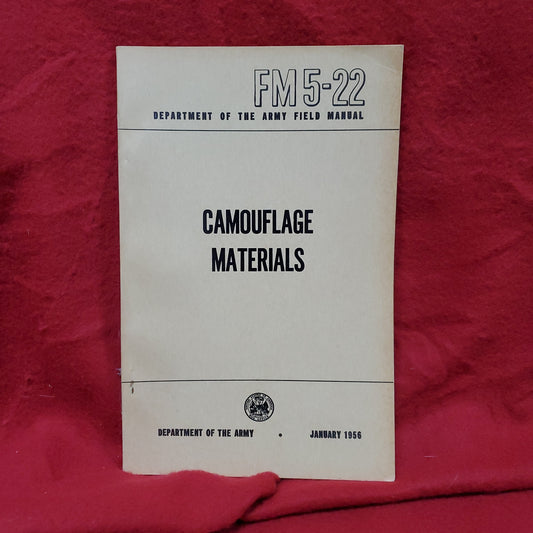 FM 5-22
DEPARTMENT OF THE ARMY FIELD MANUAL
CAMOUFLAGE
MATERIALS
DEPARTMENT OF THE ARMY • JANUARY 1956